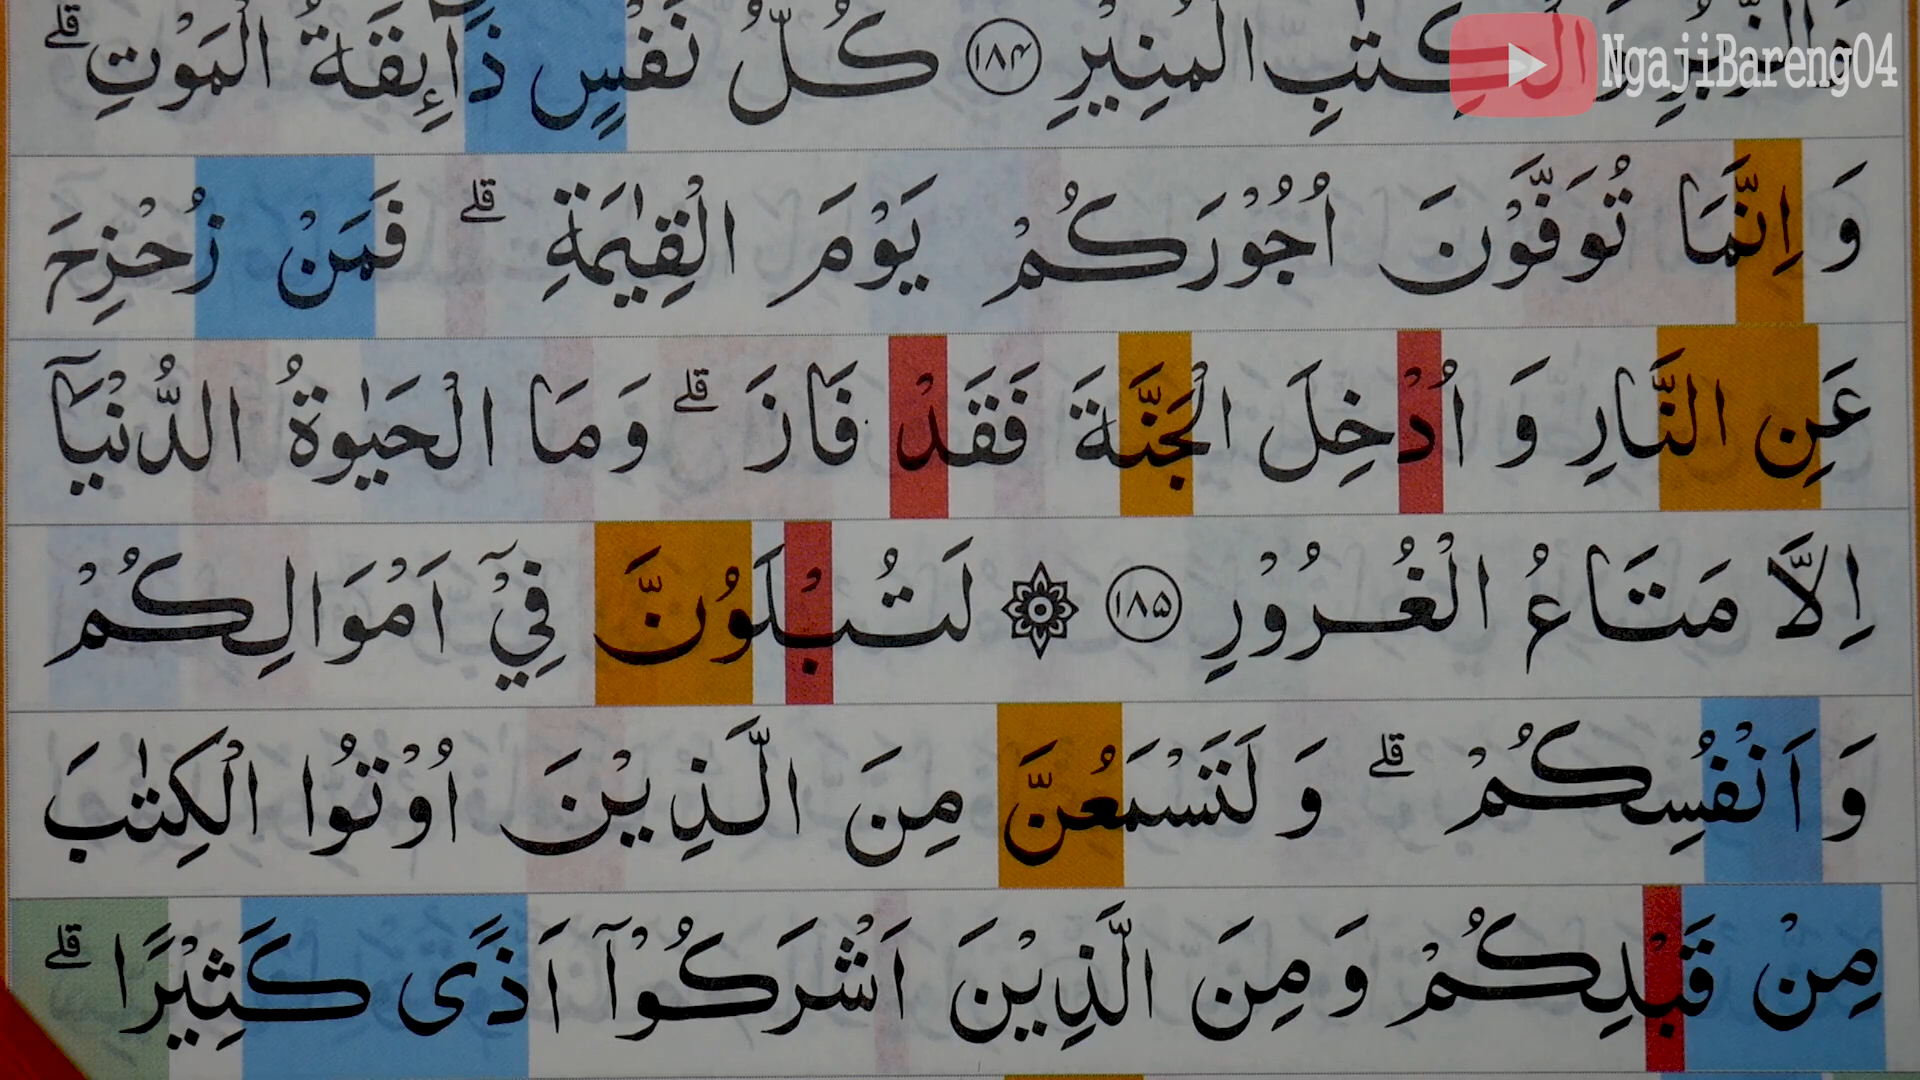 وَالزُّبُرِ وَالْكِتٰبِ الْمُنِيْرِ ١٨٤ كُلُّ نَفْسٍ ذَاۤىِٕقَةُ الْمَوْتِۗ
NgajiBareng04
وَ اِنَّمَا تُوَفَّوْنَ اُجُوْرَكُمْ يَوْمَ الْقِيٰمَةِ ۗ فَمَنْ زُحْزِحَ
عَنِ النَّارِ وَ اُدْخِلَ الْجَنَّةَ فَقَدْ فَازَ ۗ وَمَا الْحَيٰوةُ الدُّنْيَآ
اِلَّا مَتَاعُ الْغُرُوْرِ ١٨٥ ۞ لَتُبْلَوُنَّ فِيْٓ اَمْوَالِكُمْ
وَ اَنْفُسِكُمْ ۗ وَ لَتَسْمَعُنَّ مِنَ الَّذِيْنَ اُوْتُوا الْكِتٰبَ
مِنْ قَبْلِكُمْ وَمِنَ الَّذِيْنَ اَشْرَكُوْٓا اَذًى كَثِيْرًا ۗ